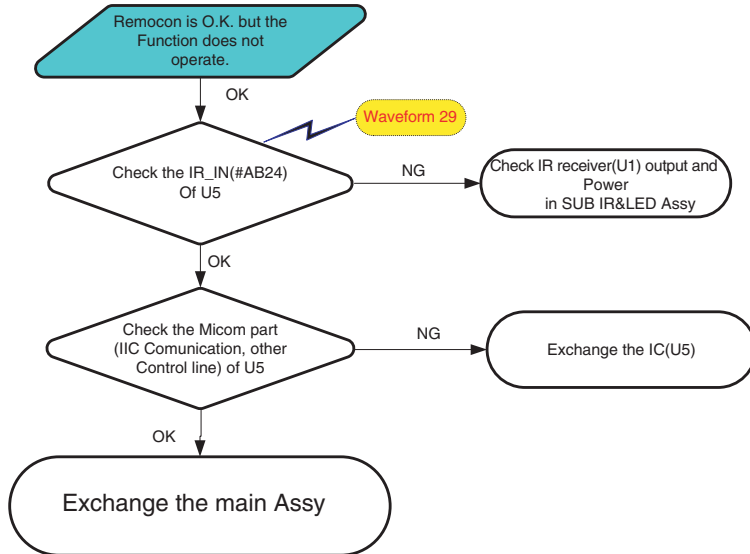 Remocon is O.K. but the
Function does not
operate.
OK
Waveform 29
Check the IR_IN(#AB24)
Of U5
NG
Check IR receiver(U1) output and
Power
in SUB IR&LED Assy
OK
Check the Micom part
(IIC Comunication, other
Control line) of U5
NG
Exchange the IC(U5)
OK
Exchange the main Assy